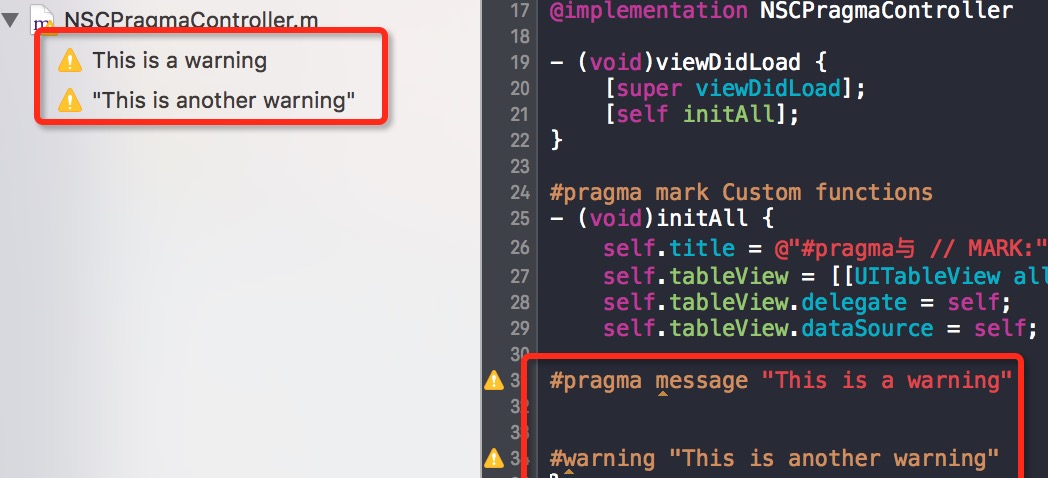 NSCPragmaController.m
This is a warning
"This is another warning"
17 @implementation NSCPragmaController
18
19 - (void)viewDidLoad {
20 [super viewDidLoad];
21 [self initAll];
22 }
23
24 #pragma mark Custom functions
25 - (void)initAll {
26 self.title = @"#pragma与 // MARK:"
27 self.tableView = [[UITableView all
28 self.tableView.delegate = self;
29 self.tableView.dataSource = self;
30
#pragma message "This is a warning"
32
33
34 #warning "This is another warning"